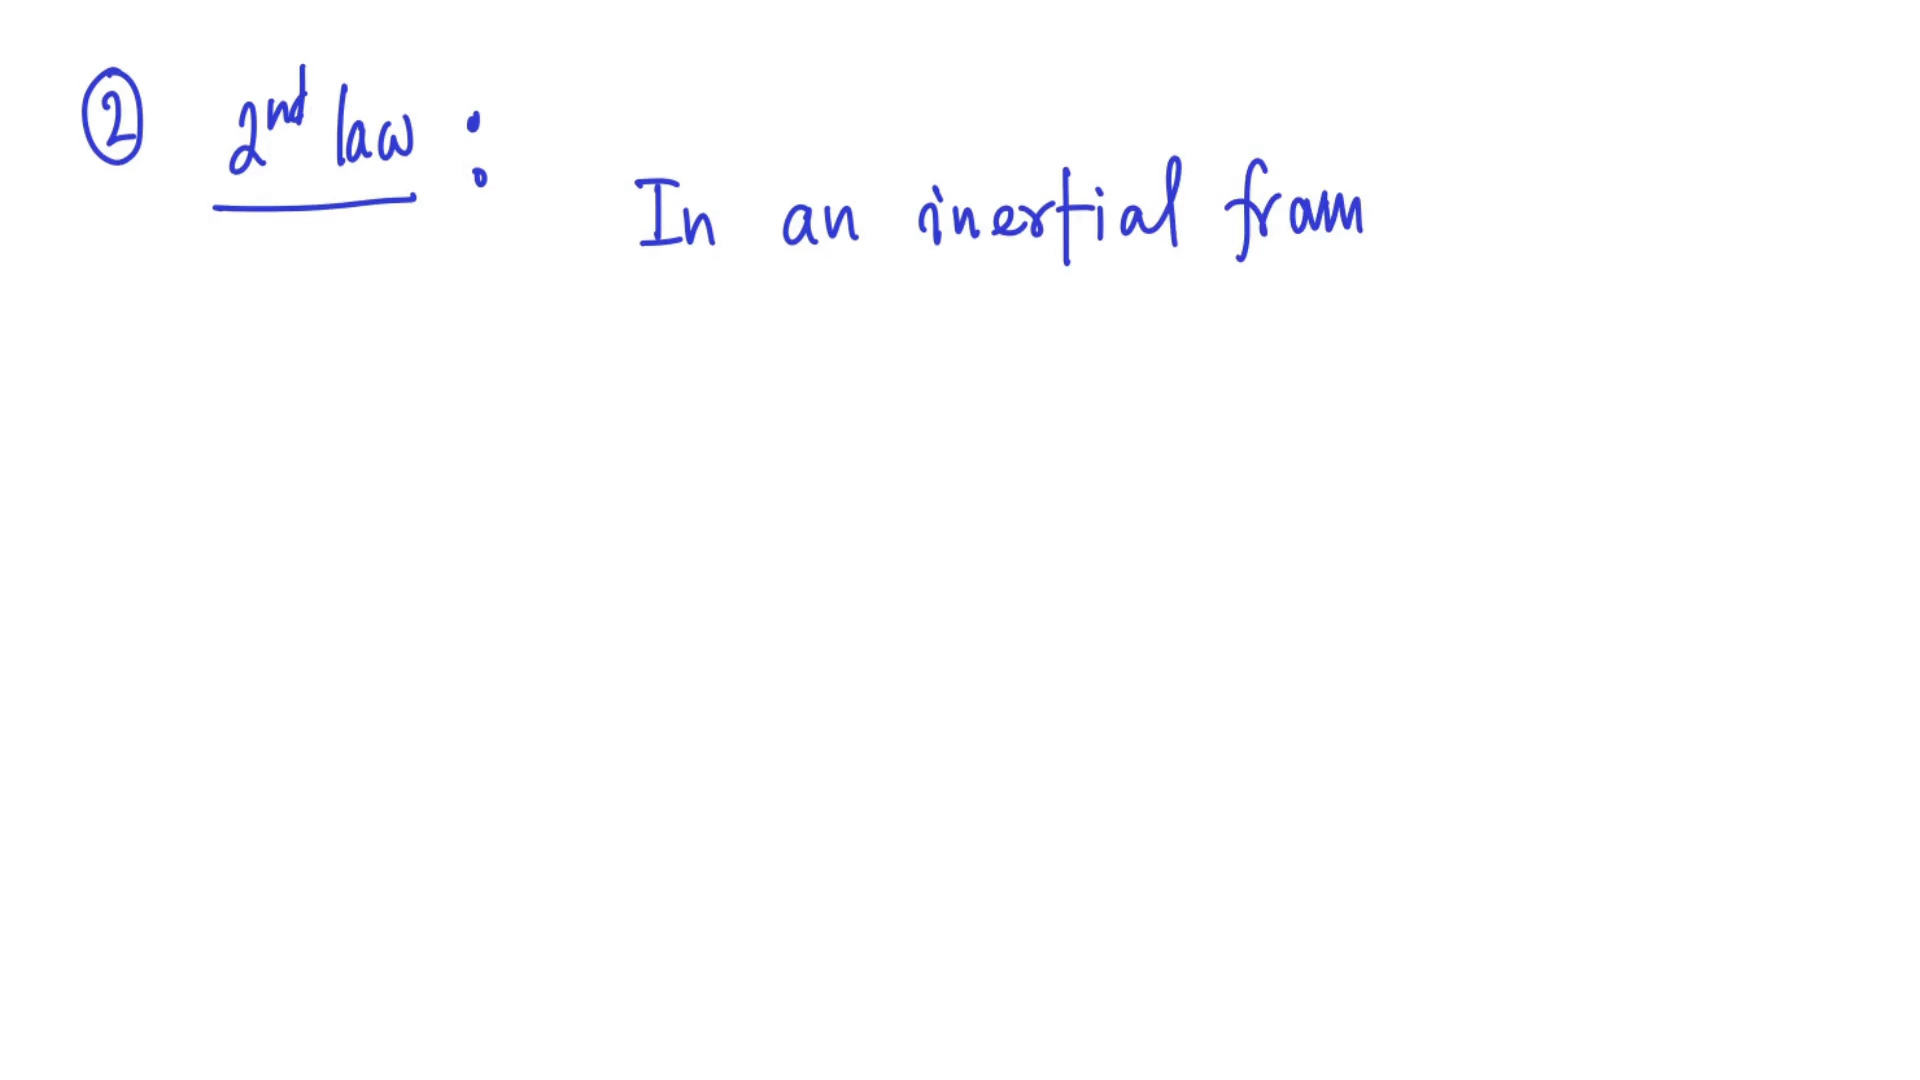 ② 2nd law :
In an inertial fram